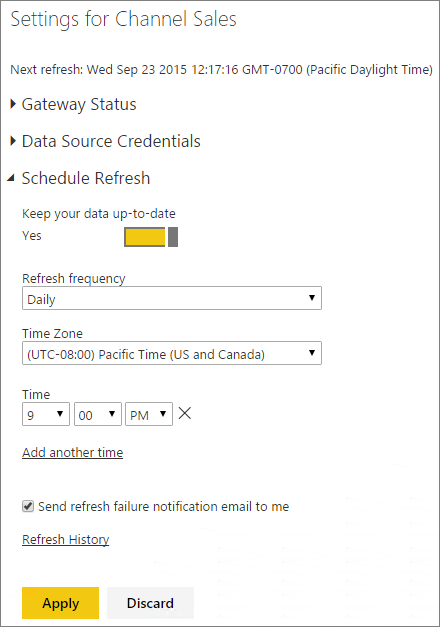 Settings for Channel Sales
Next refresh: Wed Sep 23 2015 12:17:16 GMT-0700 (Pacific Daylight Time)
Gateway Status
Data Source Credentials
Schedule Refresh
Keep your data up-to-date
Yes
Refresh frequency
Daily
Time Zone
(UTC-08:00) Pacific Time (US and Canada)
Time
9 00 PM
Add another time
Send refresh failure notification email to me
Refresh History
Apply Discard